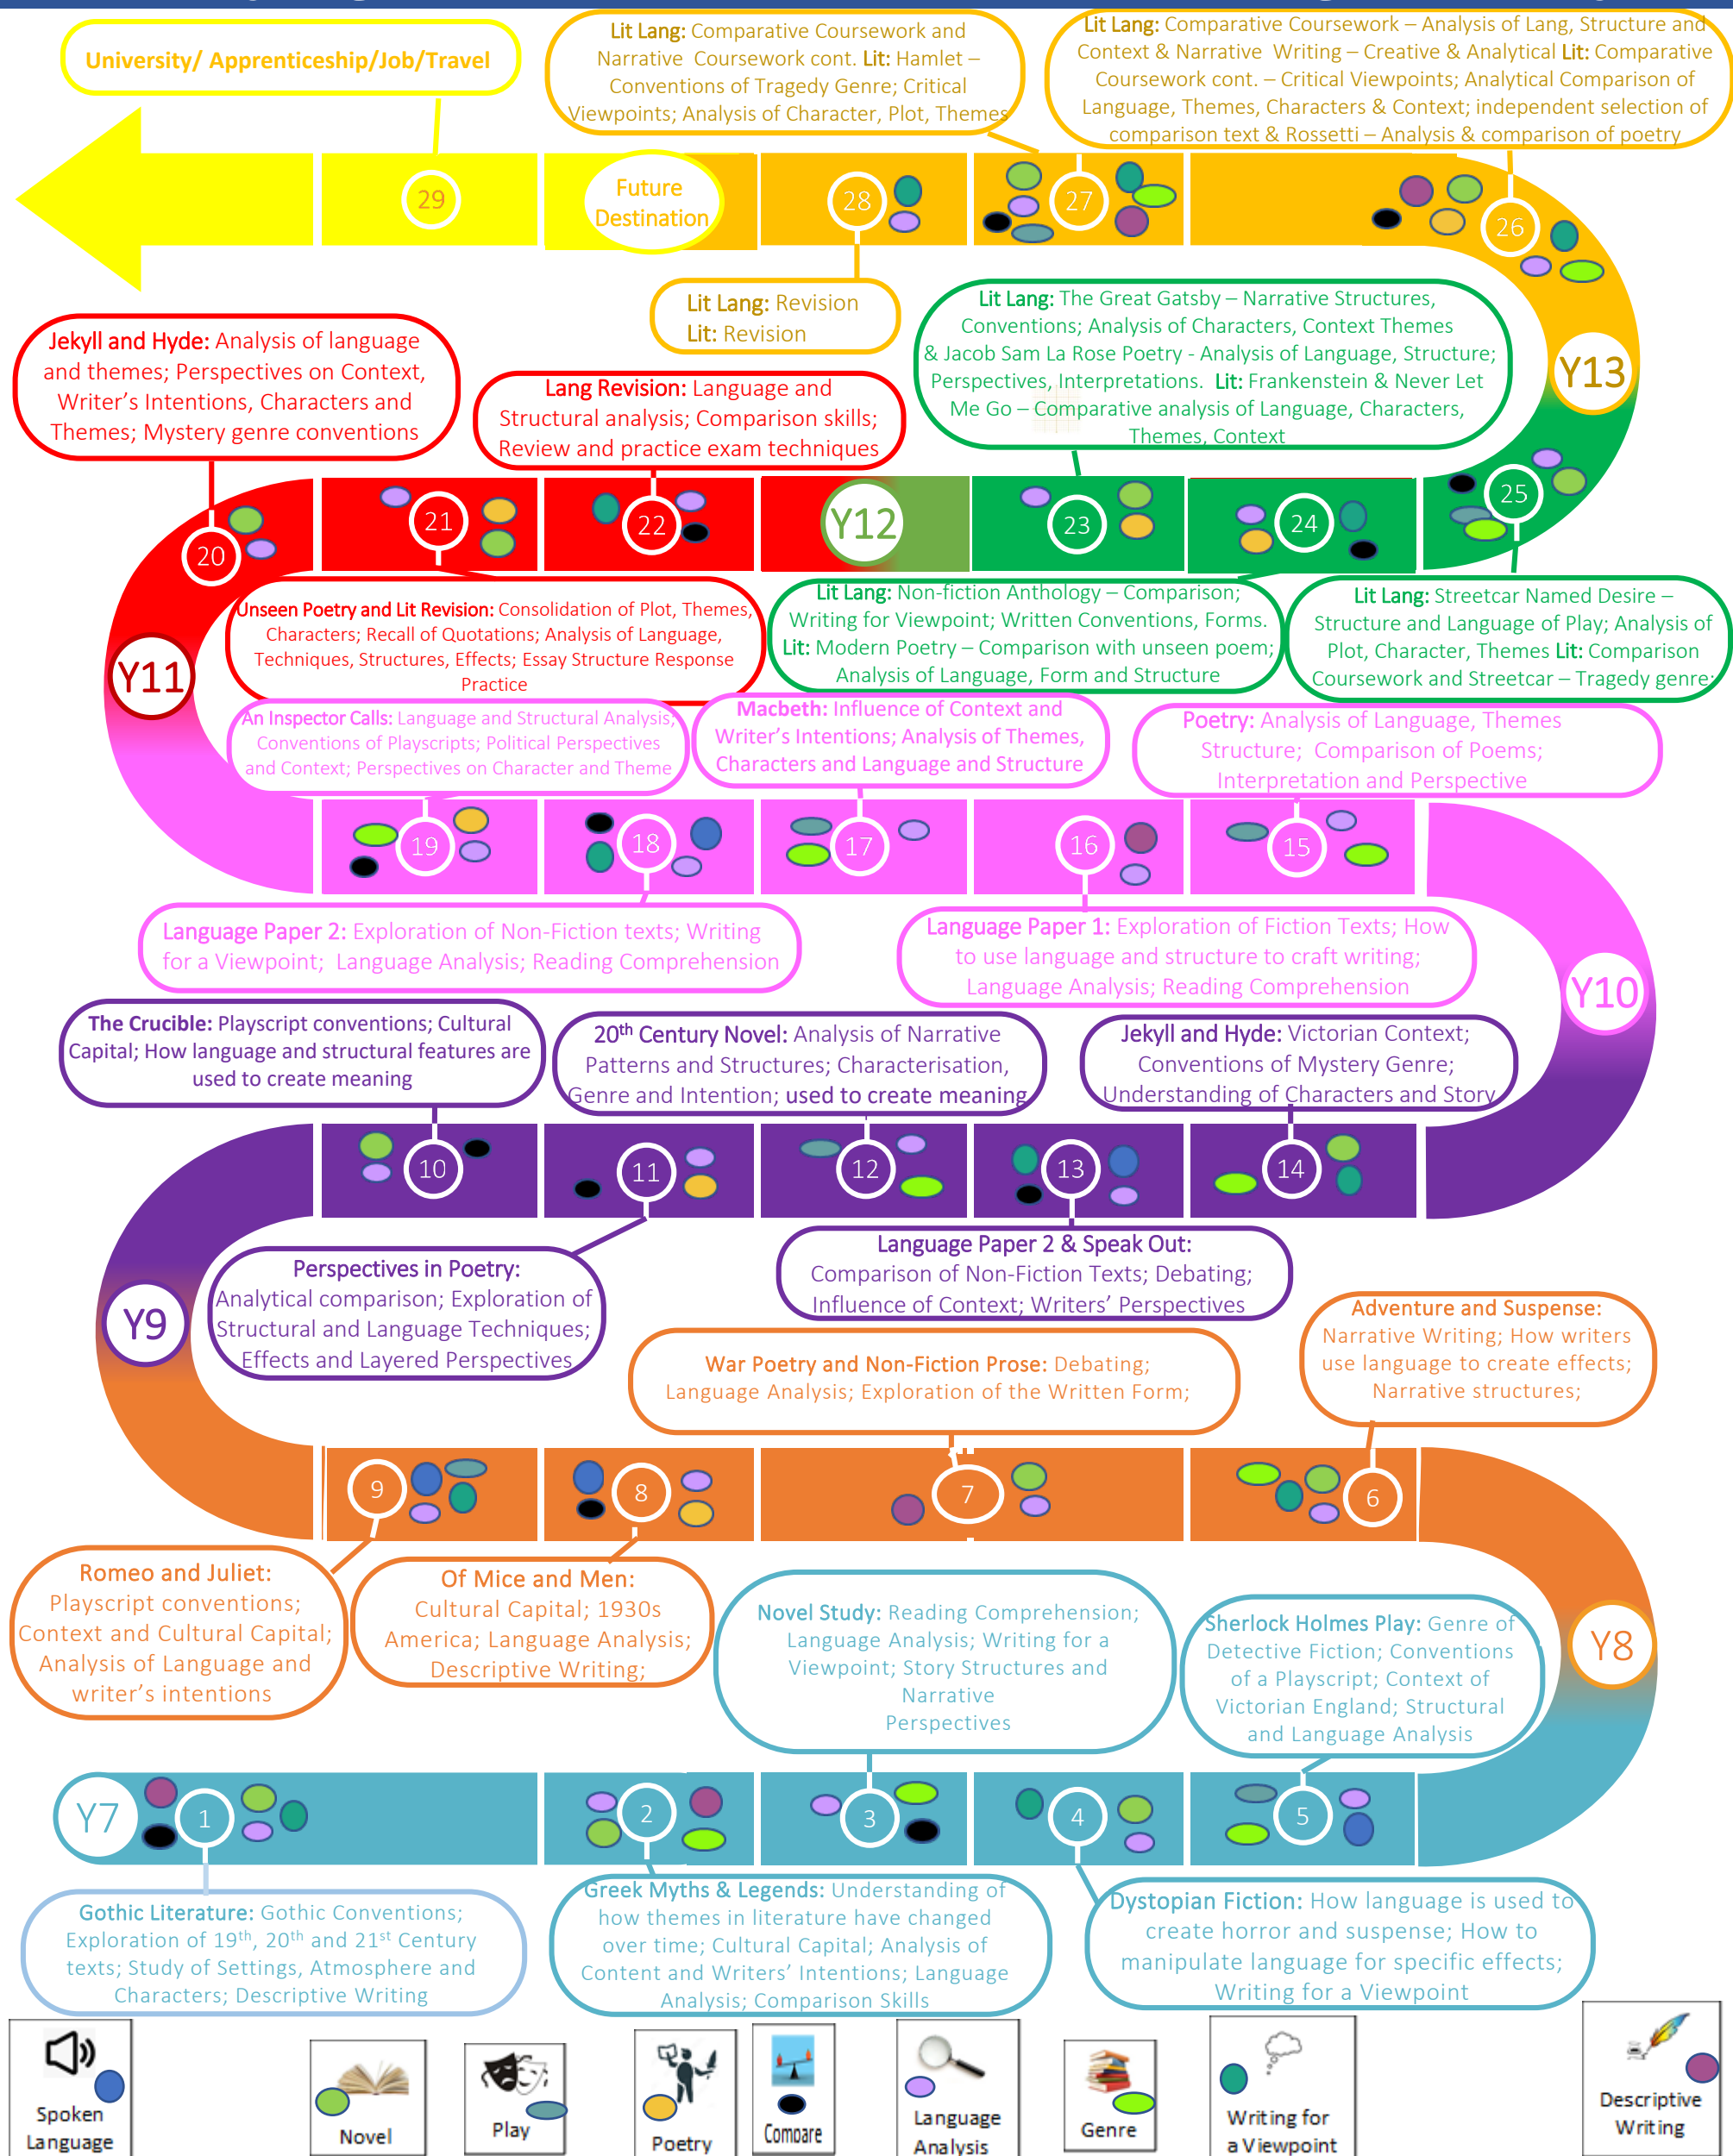 University/ Apprenticeship/Job/Travel
Lit Lang: Comparative Coursework and
Narrative Coursework cont. Lit: Hamlet –
Conventions of Tragedy Genre; Critical
Viewpoints; Analysis of Character, Plot, Themes
Lit Lang: Comparative Coursework – Analysis of Lang, Structure and
Context & Narrative Writing – Creative & Analytical Lit: Comparative
Coursework cont. – Critical Viewpoints; Analytical Comparison of
Language, Themes, Characters & Context; independent selection of
comparison text & Rossetti – Analysis & comparison of poetry
29
Future
Destination
28
27
26
Lit Lang: Revision
Lit: Revision
Lit Lang: The Great Gatsby – Narrative Structures,
Conventions; Analysis of Characters, Context Themes
& Jacob Sam La Rose Poetry - Analysis of Language, Structure;
Perspectives, Interpretations. Lit: Frankenstein & Never Let
Me Go – Comparative analysis of Language, Characters,
Themes, Context
Y13
Jekyll and Hyde: Analysis of language
and themes; Perspectives on Context,
Writer's Intentions, Characters and
Themes; Mystery genre conventions
Lang Revision: Language and
Structural analysis; Comparison skills;
Review and practice exam techniques
20
21
22
Y12
23
24
25
Unseen Poetry and Lit Revision: Consolidation of Plot, Themes,
Characters; Recall of Quotations; Analysis of Language,
Techniques, Structures, Effects; Essay Structure Response
Practice
Lit Lang: Non-fiction Anthology – Comparison;
Writing for Viewpoint; Written Conventions, Forms.
Lit: Modern Poetry – Comparison with unseen poem;
Analysis of Language, Form and Structure
Lit Lang: Streetcar Named Desire –
Structure and Language of Play; Analysis of
Plot, Character, Themes Lit: Comparison
Coursework and Streetcar – Tragedy genre;
Y11
An Inspector Calls: Language and Structural Analysis;
Conventions of Playscripts; Political Perspectives
and Context; Perspectives on Character and Theme
Macbeth: Influence of Context and
Writer's Intentions; Analysis of Themes,
Characters and Language and Structure
Poetry: Analysis of Language, Themes
Structure; Comparison of Poems;
Interpretation and Perspective
19
18
17
16
15
Language Paper 2: Exploration of Non-Fiction texts; Writing
for a Viewpoint; Language Analysis; Reading Comprehension
Language Paper 1: Exploration of Fiction Texts; How
to use language and structure to craft writing;
Language Analysis; Reading Comprehension
Y10
The Crucible: Playscript conventions; Cultural
Capital; How language and structural features are
used to create meaning
20th Century Novel: Analysis of Narrative
Patterns and Structures; Characterisation,
Genre and Intention; used to create meaning
Jekyll and Hyde: Victorian Context;
Conventions of Mystery Genre;
Understanding of Characters and Story
10
11
12
13
14
Y9
Perspectives in Poetry:
Analytical comparison; Exploration of
Structural and Language Techniques;
Effects and Layered Perspectives
Language Paper 2 & Speak Out:
Comparison of Non-Fiction Texts; Debating;
Influence of Context; Writers' Perspectives
War Poetry and Non-Fiction Prose: Debating;
Language Analysis; Exploration of the Written Form;
Adventure and Suspense:
Narrative Writing; How writers
use language to create effects;
Narrative structures;
9
8
7
6
Romeo and Juliet:
Playscript conventions;
Context and Cultural Capital;
Analysis of Language and
writer's intentions
Of Mice and Men:
Cultural Capital; 1930s
America; Language Analysis;
Descriptive Writing;
Novel Study: Reading Comprehension;
Language Analysis; Writing for a
Viewpoint; Story Structures and
Narrative
Perspectives
Sherlock Holmes Play: Genre of
Detective Fiction; Conventions
of a Playscript; Context of
Victorian England; Structural
and Language Analysis
Y8
Y7
1
2
3
4
5
Gothic Literature: Gothic Conventions;
Exploration of 19th, 20th and 21st Century
texts; Study of Settings, Atmosphere and
Characters; Descriptive Writing
Greek Myths & Legends: Understanding of
how themes in literature have changed
over time; Cultural Capital; Analysis of
Content and Writers' Intentions; Language
Analysis; Comparison Skills
Dystopian Fiction: How language is used to
create horror and suspense; How to
manipulate language for specific effects;
Writing for a Viewpoint
Spoken
Language
Novel
Play
Poetry
Compare
Language
Analysis
Genre
Writing for
a Viewpoint
Descriptive
Writing